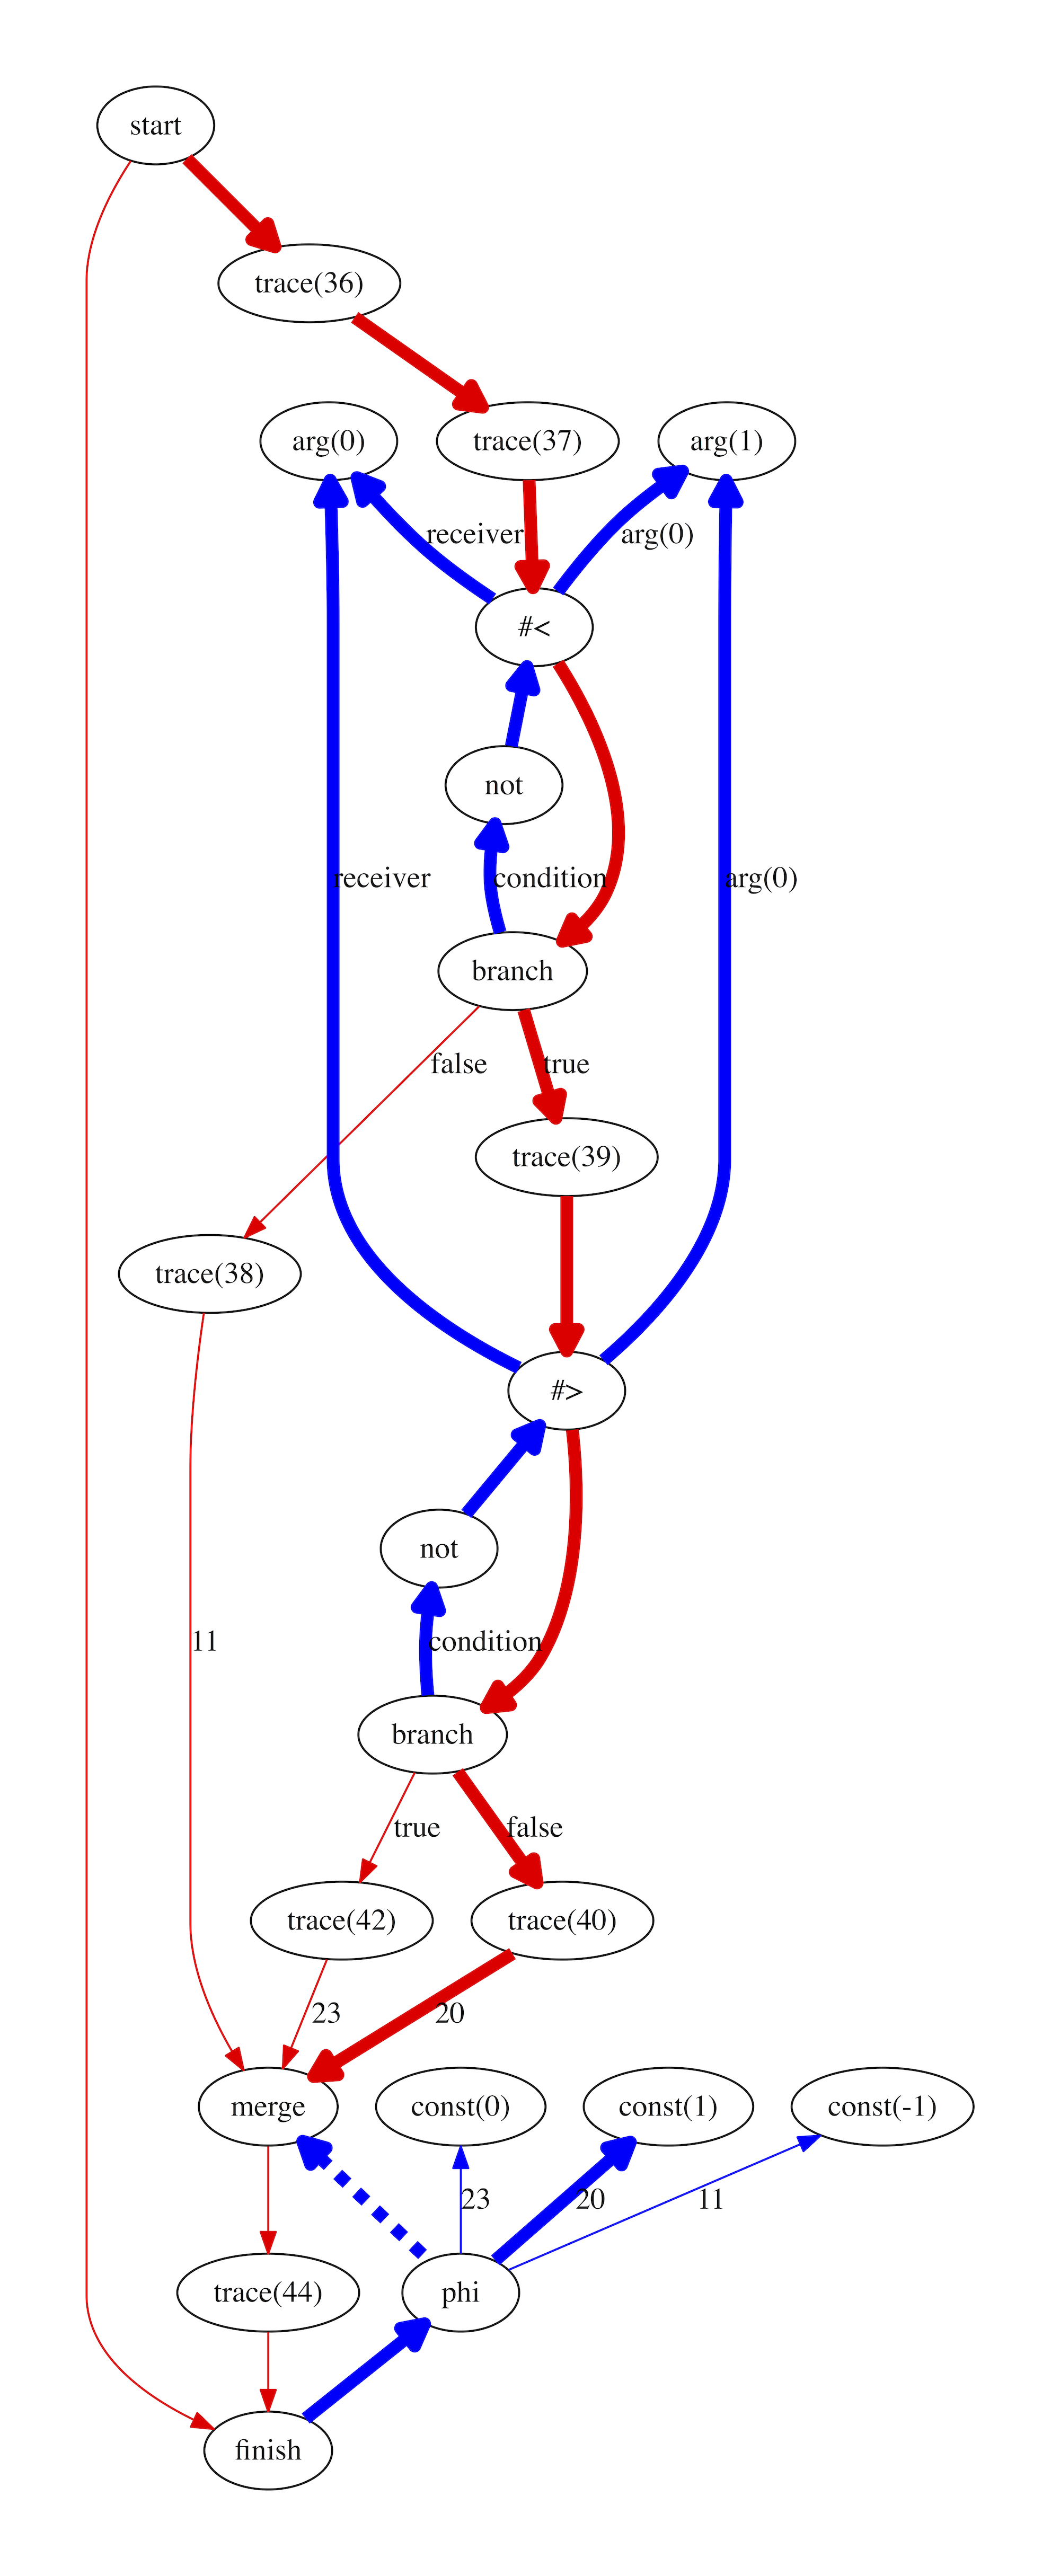 start
trace(36)
arg(0)
trace(37)
arg(1)
receiver
arg(0)
#<
not
receiver
condition
arg(0)
branch
false
true
trace(39)
trace(38)
#>
not
11
condition
branch
true
false
trace(42)
trace(40)
23
20
merge
const(0)
const(1)
const(-1)
23
20
11
trace(44)
phi
finish